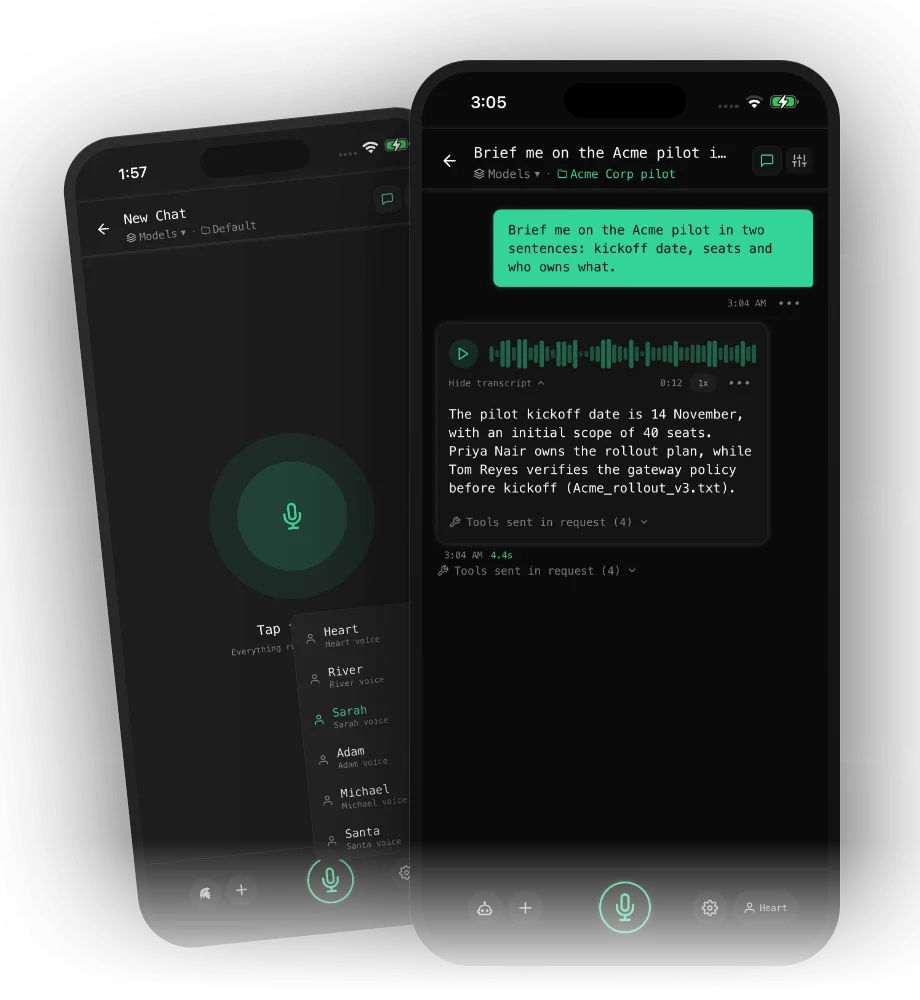 1:57
New Chat
Models ▾ · Default
Tap
Everything
Heart
Heart voice
River
River voice
Sarah
Sarah voice
Adam
Adam voice
Michael
Michael voice
Santa
Santa voice
3:05
Brief me on the Acme pilot i…
Models ▾ · Acme Corp pilot
Brief me on the Acme pilot in two
sentences: kickoff date, seats and
who owns what.
3:04 AM
Hide transcript
0:12 1x
The pilot kickoff date is 14 November,
with an initial scope of 40 seats.
Priya Nair owns the rollout plan, while
Tom Reyes verifies the gateway policy
before kickoff (Acme_rollout_v3.txt).
Tools sent in request (4)
3:04 AM 4.4s
Tools sent in request (4)
Heart